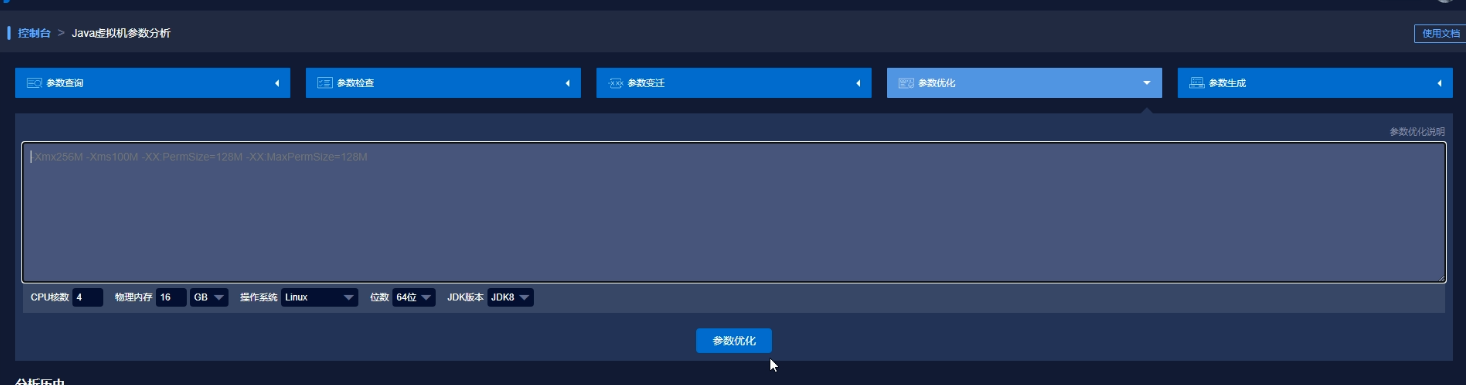 控制台 > Java虚拟机参数分析
使用文档
参数查询 参数检查 参数变迁 参数优化 参数生成
参数优化说明
-Xmx256M -Xms100M -XX:PermSize=128M -XX:MaxPermSize=128M
CPU核数 4 物理内存 16 GB 操作系统 Linux 位数 64位 JDK版本 JDK8
参数优化
分析历史